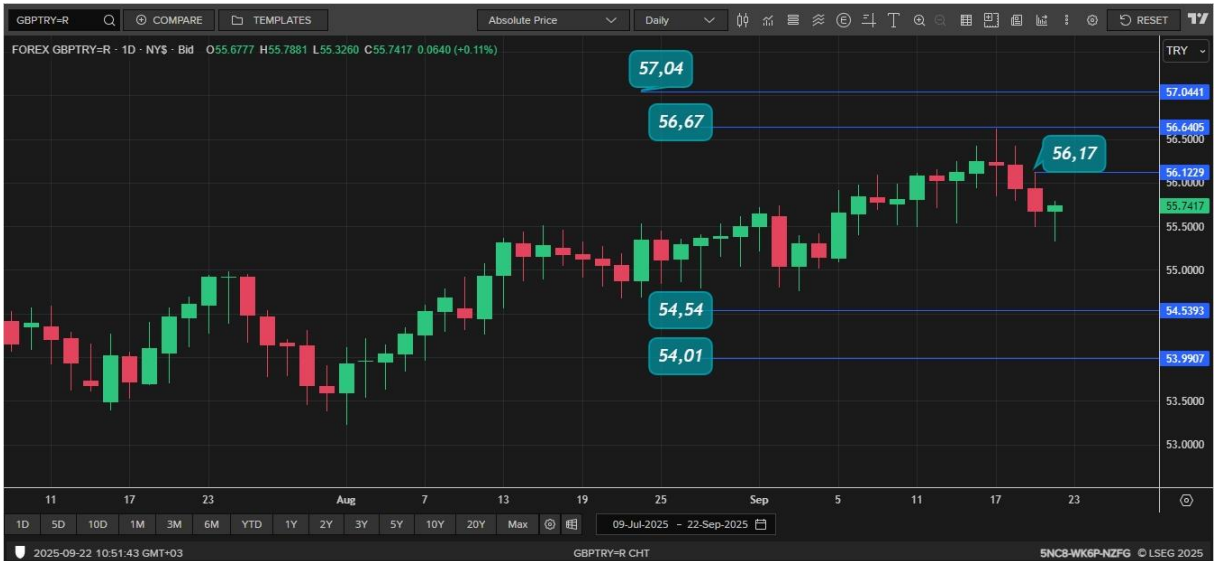 GBPTRY=R COMPARE TEMPLATES Absolute Price Daily RESET
FOREX GBPTRY=R · 1D · NY$ · Bid O55.6777 H55.7881 L55.3260 C55.7417 0.0640 (+0.11%)
TRY
57,04
57.0441
56,67
56.6405
56.5000
56,17
56.1229
56.0000
55.7417
55.5000
55.0000
54,54
54.5393
54,01
53.9907
53.5000
53.0000
11 17 23 Aug 7 13 19 25 Sep 5 11 17 23
1D 5D 10D 1M 3M 6M YTD 1Y 2Y 3Y 5Y 10Y 20Y Max 09-Jul-2025 - 22-Sep-2025
2025-09-22 10:51:43 GMT+03 GBPTRY=R CHT 5NC8-WK6P-NZFG © LSEG 2025